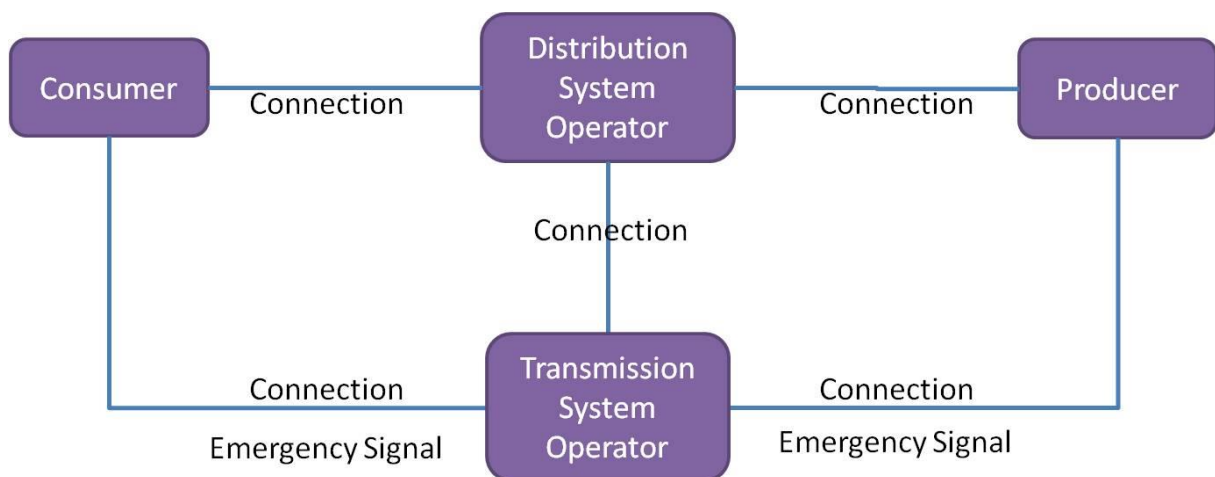 Consumer
Connection
Distribution
System
Operator
Connection
Producer
Connection
Connection
Emergency Signal
Transmission
System
Operator
Connection
Emergency Signal